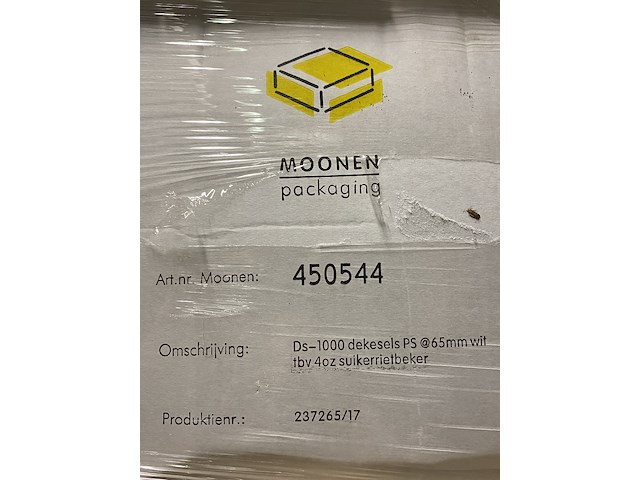 MOONEN
packaging
Art.nr. Moonen: 450544
Omschrijving: Ds-1000 dekesels PS @65mm wit
tbv 4oz suikerrietbeker
Produktienr.: 237265/17